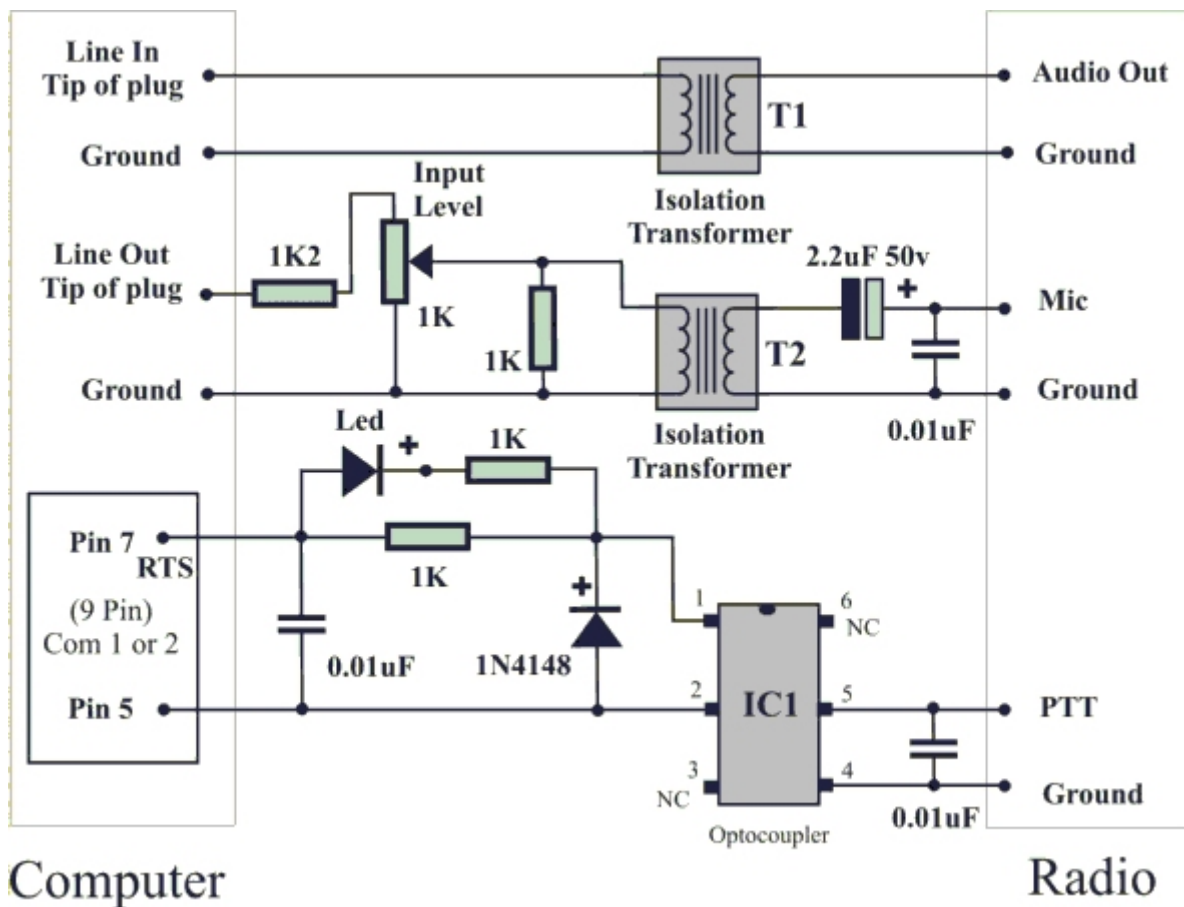 Line In
Tip of plug
Audio Out
T1
Ground
Ground
Input
Level
Isolation
Transformer
Line Out
Tip of plug
1K2
2.2uF 50v
+
Mic
1K
1K
T2
Ground
Ground
0.01uF
Led
+
1K
Isolation
Transformer
Pin 7
RTS
1K
(9 Pin)
Com 1 or 2
+
1
6
NC
0.01uF
1N4148
Pin 5
2
IC1
5
PTT
3
NC
4
Ground
0.01uF
Optocoupler
Computer
Radio